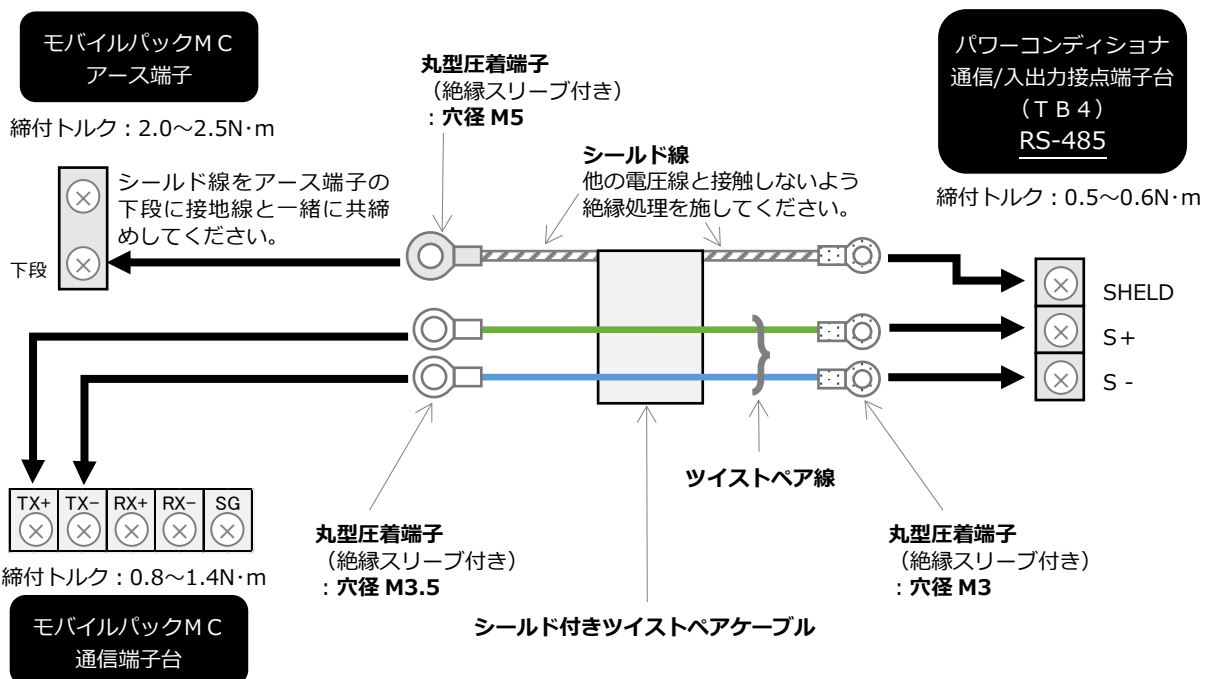 モバイルパックＭＣ
アース端子
締付トルク：2.0～2.5N･m
丸型圧着端子
（絶縁スリーブ付き）
：穴径 M5
パワーコンディショナ
通信/入出力接点端子台
（ＴＢ４）
RS-485
締付トルク：0.5～0.6N･m
シールド線をアース端子の
下段に接地線と一緒に共締
めしてください。
下段
シールド線
他の電圧線と接触しないよう
絶縁処理を施してください。
SHELD
S+
S -
ツイストペア線
TX+ TX- RX+ RX- SG
締付トルク：0.8～1.4N･m
モバイルパックＭＣ
通信端子台
丸型圧着端子
（絶縁スリーブ付き）
：穴径 M3.5
丸型圧着端子
（絶縁スリーブ付き）
：穴径 M3
シールド付きツイストペアケーブル